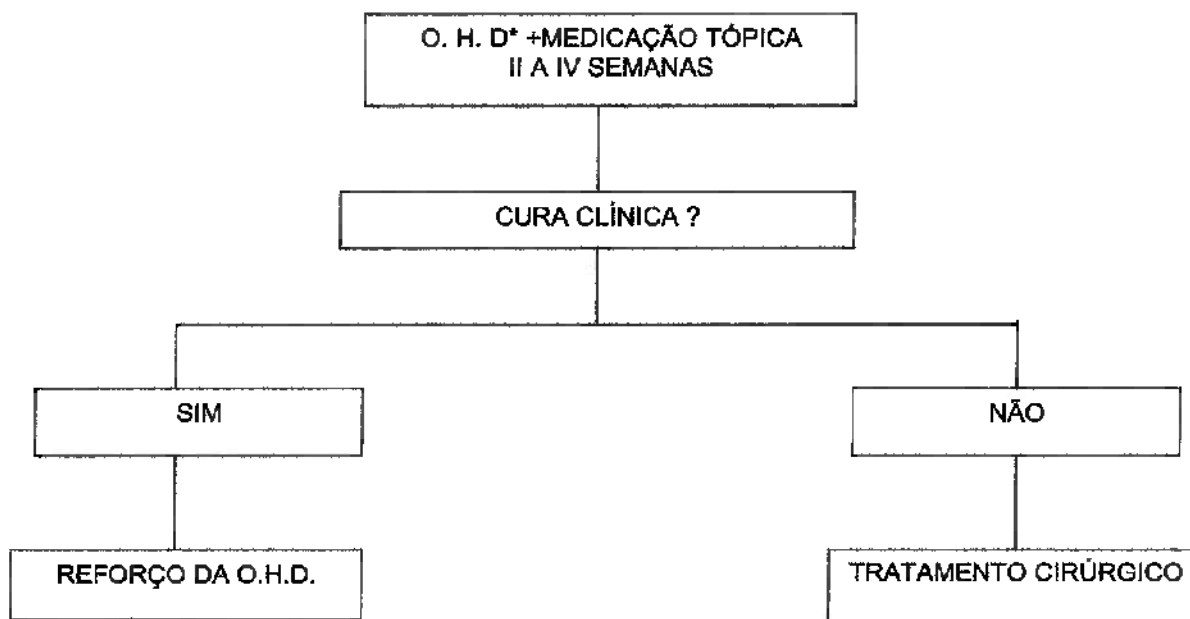 O. H. D* +MEDICAÇÃO TÓPICA
II A IV SEMANAS
CURA CLÍNICA ?
SIM
NÃO
REFORÇO DA O.H.D.
TRATAMENTO CIRÚRGICO